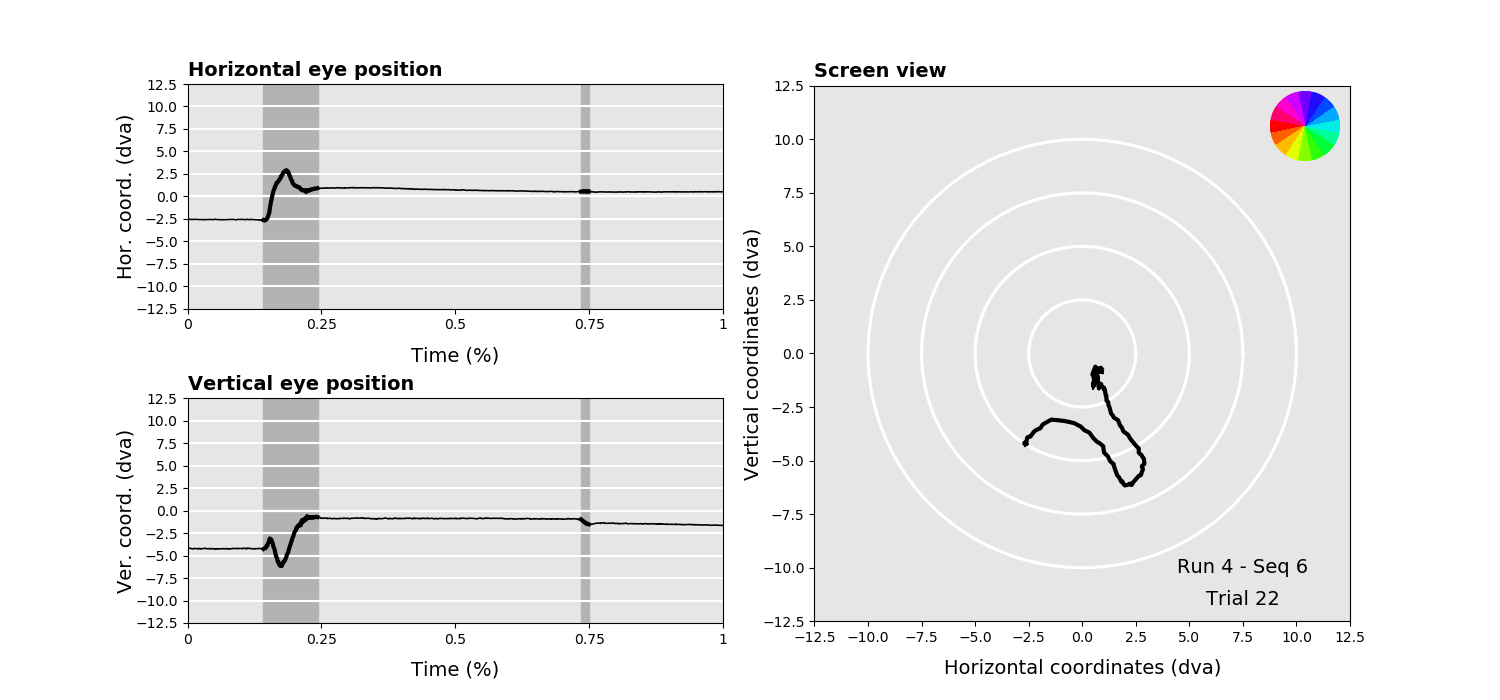 Horizontal eye position
12.5
10.0
7.5
5.0
2.5
0.0
−2.5
−5.0
−7.5
−10.0
−12.5
Hor. coord. (dva)
0 0.25 0.5 0.75 1
Time (%)
Vertical eye position
12.5
10.0
7.5
5.0
2.5
0.0
−2.5
−5.0
−7.5
−10.0
−12.5
Ver. coord. (dva)
0 0.25 0.5 0.75 1
Time (%)
Screen view
12.5
10.0
7.5
5.0
2.5
0.0
−2.5
−5.0
−7.5
−10.0
−12.5
Vertical coordinates (dva)
Run 4 - Seq 6
Trial 22
−12.5 −10.0 −7.5 −5.0 −2.5 0.0 2.5 5.0 7.5 10.0 12.5
Horizontal coordinates (dva)